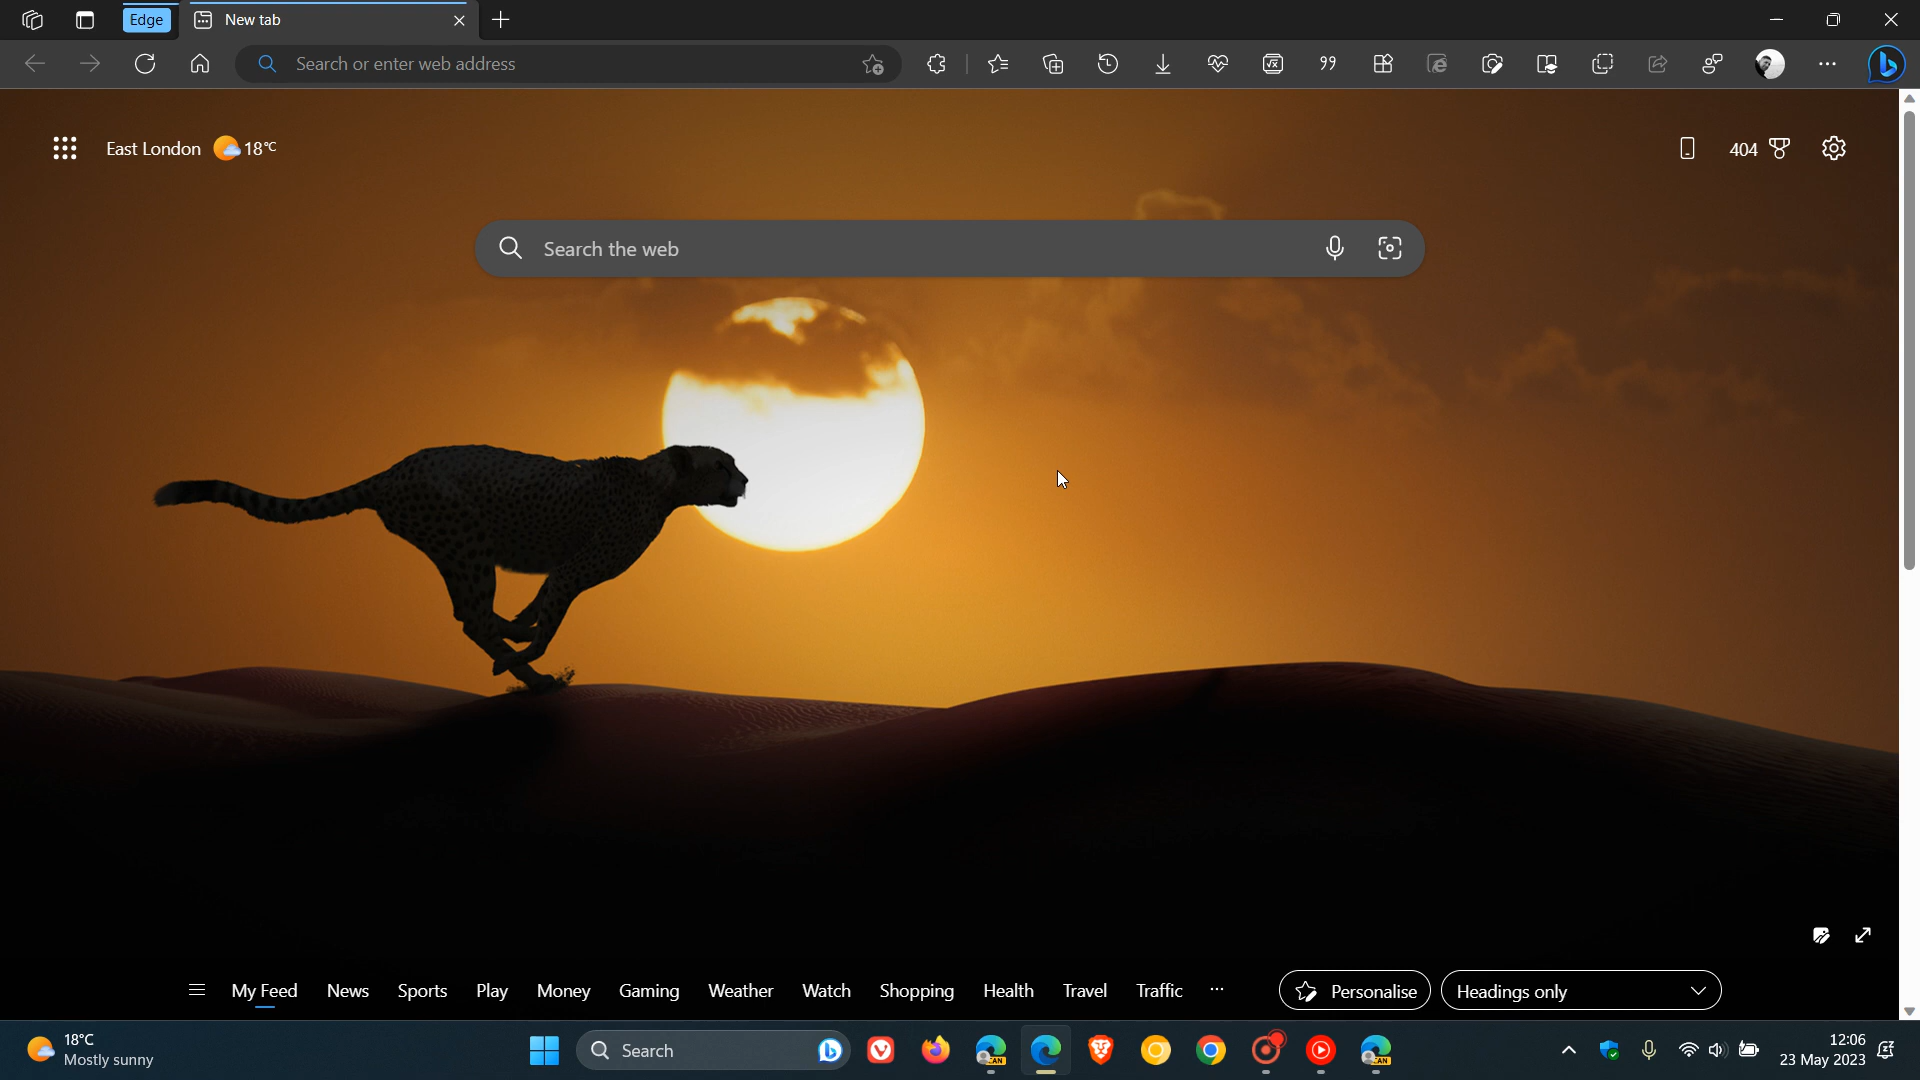 Edge
New tab
Search or enter web address
East London 18°C
404
Search the web
My Feed News Sports Play Money Gaming Weather Watch Shopping Health Travel Traffic ...
Personalise
Headings only
18°C
Mostly sunny
Search
CAN
CAN
12:06
23 May 2023